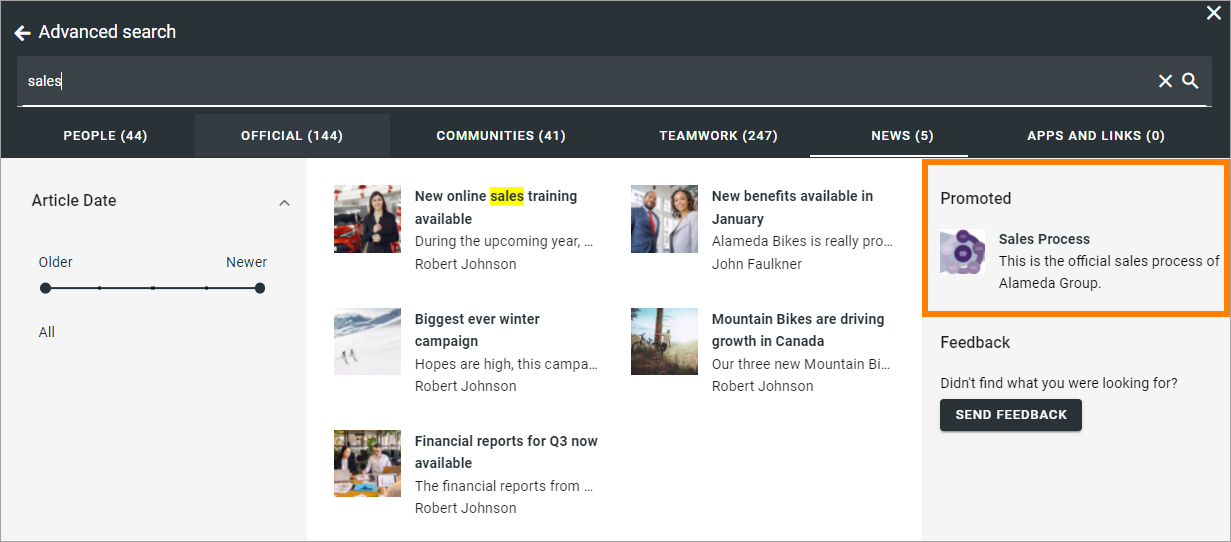 Advanced search
sales
PEOPLE (44)
OFFICIAL (144)
COMMUNITIES (41)
TEAMWORK (247)
NEWS (5)
APPS AND LINKS (0)
Article Date
Older
Newer
All
New online sales training
available
During the upcoming year, ...
Robert Johnson
New benefits available in
January
Alameda Bikes is really pro...
John Faulkner
Biggest ever winter
campaign
Hopes are high, this campa...
Robert Johnson
Mountain Bikes are driving
growth in Canada
Our three new Mountain Bi...
Robert Johnson
Financial reports for Q3 now
available
The financial reports from ...
Robert Johnson
Promoted
Sales Process
This is the official sales process of
Alameda Group.
Feedback
Didn't find what you were looking for?
SEND FEEDBACK